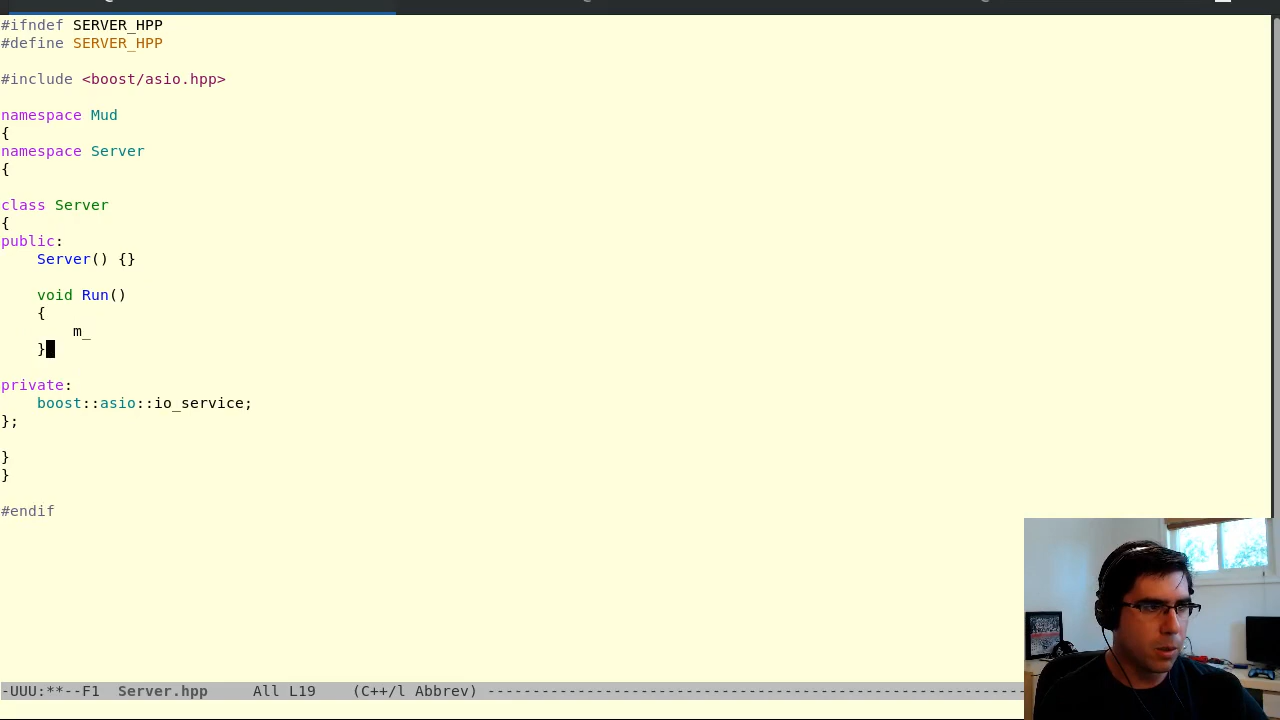 #ifndef SERVER_HPP
#define SERVER_HPP
#include <boost/asio.hpp>
namespace Mud
{
namespace Server
{
class Server
{
public:
    Server() {}
    void Run()
    {
        m_
    }
private:
    boost::asio::io_service;
};
}
}
#endif
-UUU:**--F1  Server.hpp     All L19    (C++/l Abbrev) ------------------------------------------------------------